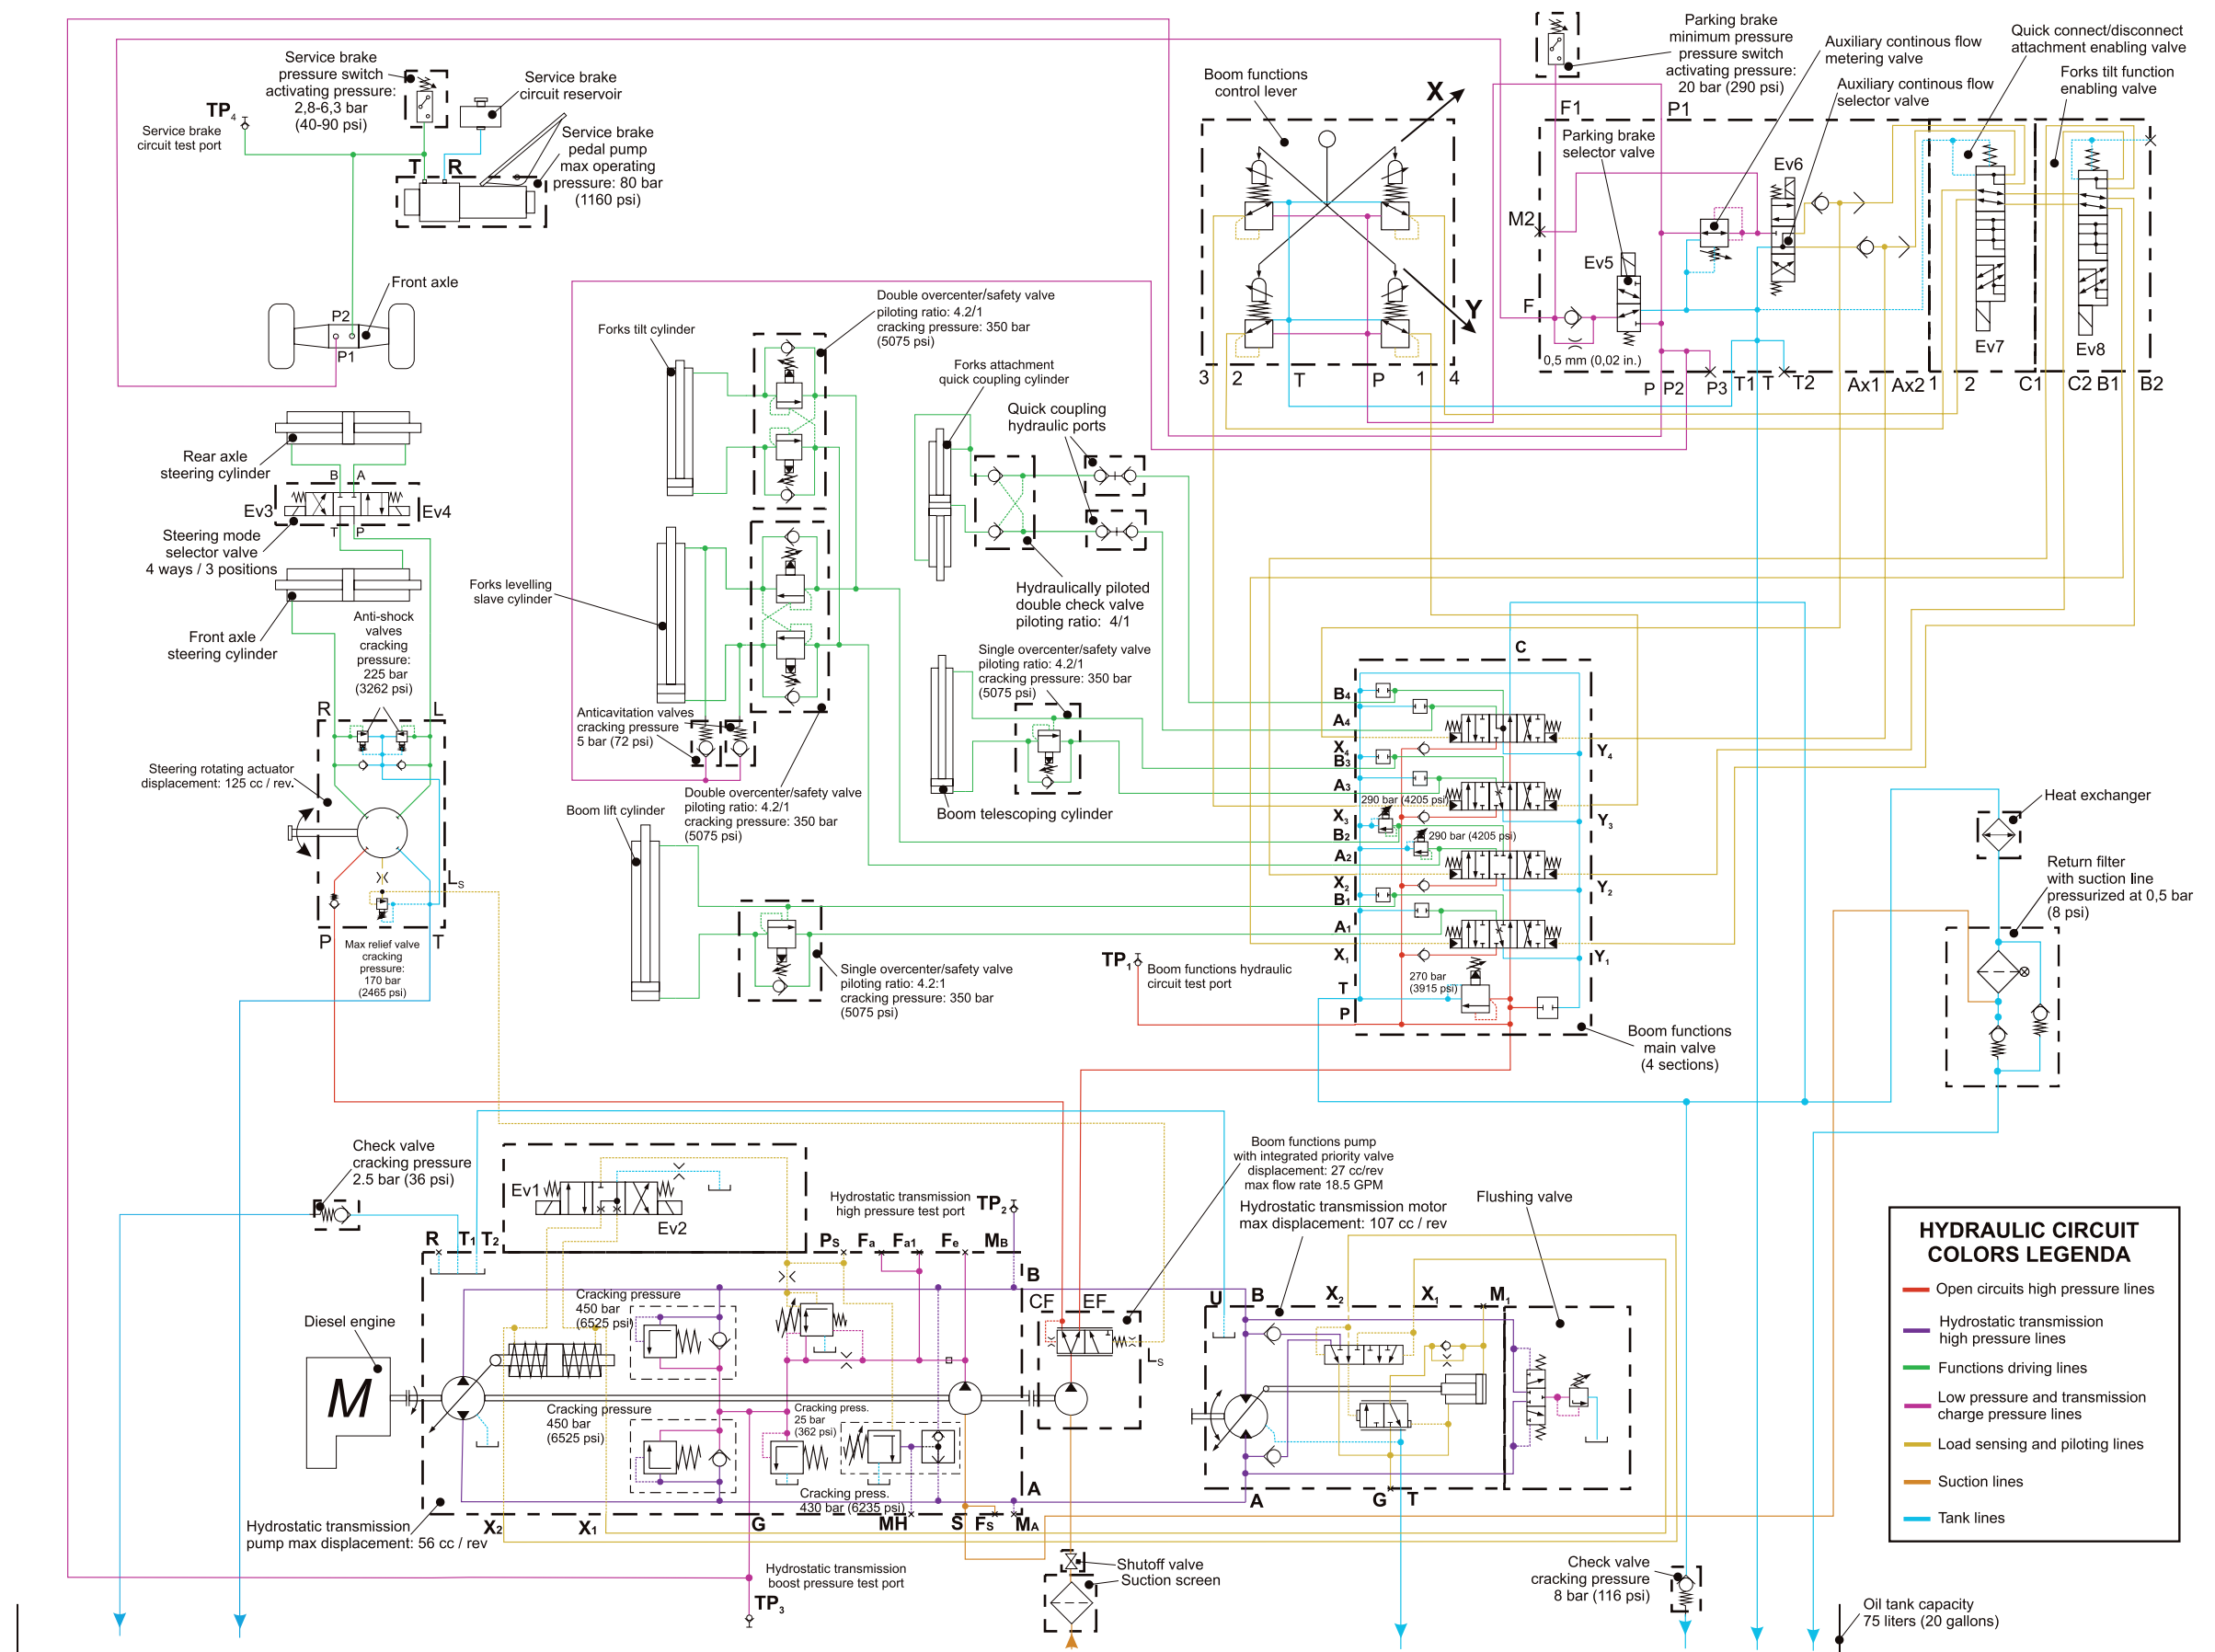 Service brake
pressure switch
activating pressure:
2,8-6,3 bar
(40-90 psi)
Service brake
circuit reservoir
TP4
Service brake
circuit test port
Service brake
pedal pump
max operating
pressure: 80 bar
(1160 psi)
T R
Front axle
P2
P1
Rear axle
steering cylinder
B A
Ev3
Ev4
T P
Steering mode
selector valve
4 ways / 3 positions
Front axle
steering cylinder
Anti-shock
valves
cracking
pressure:
225 bar
(3262 psi)
R L
Steering rotating actuator
displacement: 125 cc / rev.
LS
P T
Max relief valve
cracking
pressure:
170 bar
(2465 psi)
Forks tilt cylinder
Double overcenter/safety valve
piloting ratio: 4.2/1
cracking pressure: 350 bar
(5075 psi)
Forks attachment
quick coupling cylinder
Quick coupling
hydraulic ports
Forks levelling
slave cylinder
Hydraulically piloted
double check valve
piloting ratio: 4/1
Single overcenter/safety valve
piloting ratio: 4.2/1
cracking pressure: 350 bar
(5075 psi)
Anticavitation valves
cracking pressure
5 bar (72 psi)
Double overcenter/safety valve
piloting ratio: 4.2/1
cracking pressure: 350 bar
(5075 psi)
Boom telescoping cylinder
Boom lift cylinder
Single overcenter/safety valve
piloting ratio: 4.2:1
cracking pressure: 350 bar
(5075 psi)
Boom functions
control lever
X
Y
3 2 T P 1 4
Parking brake
minimum pressure
pressure switch
activating pressure:
20 bar (290 psi)
Auxiliary continous flow
metering valve
Auxiliary continous flow
selector valve
Quick connect/disconnect
attachment enabling valve
Forks tilt function
enabling valve
F1 P1
Parking brake
selector valve
Ev6
M2
Ev5
F
0,5 mm (0,02 in.)
Ev7
Ev8
P P2 P3 T1 T T2 Ax1 Ax2 1 2 C1 C2 B1 B2
C
B4
A4
X4
Y4
B3
A3
290 bar (4205 psi)
X3
Y3
B2
290 bar (4205 psi)
A2
X2
Y2
B1
A1
X1
Y1
270 bar
(3915 psi)
T
P
TP1
Boom functions hydraulic
circuit test port
Boom functions
main valve
(4 sections)
Heat exchanger
Return filter
with suction line
pressurized at 0,5 bar
(8 psi)
Check valve
cracking pressure
2.5 bar (36 psi)
Ev1
Ev2
Hydrostatic transmission
high pressure test port
TP2
R T1 T2
PS Fa Fa1 Fe MB
B
Boom functions pump
with integrated priority valve
displacement: 27 cc/rev
max flow rate 18.5 GPM
Hydrostatic transmission motor
max displacement: 107 cc / rev
Flushing valve
Diesel engine
M
Cracking pressure
450 bar
(6525 psi)
Cracking pressure
450 bar
(6525 psi)
Cracking press.
25 bar
(362 psi)
Cracking press.
430 bar (6235 psi)
CF EF
LS
U B X2 X1 M1
A
A
G T
Hydrostatic transmission
pump max displacement: 56 cc / rev
X2 X1 G MH S FS MA
Hydrostatic transmission
boost pressure test port
TP3
Shutoff valve
Suction screen
Check valve
cracking pressure
8 bar (116 psi)
Oil tank capacity
75 liters (20 gallons)
HYDRAULIC CIRCUIT
COLORS LEGENDA
Open circuits high pressure lines
Hydrostatic transmission
high pressure lines
Functions driving lines
Low pressure and transmission
charge pressure lines
Load sensing and piloting lines
Suction lines
Tank lines